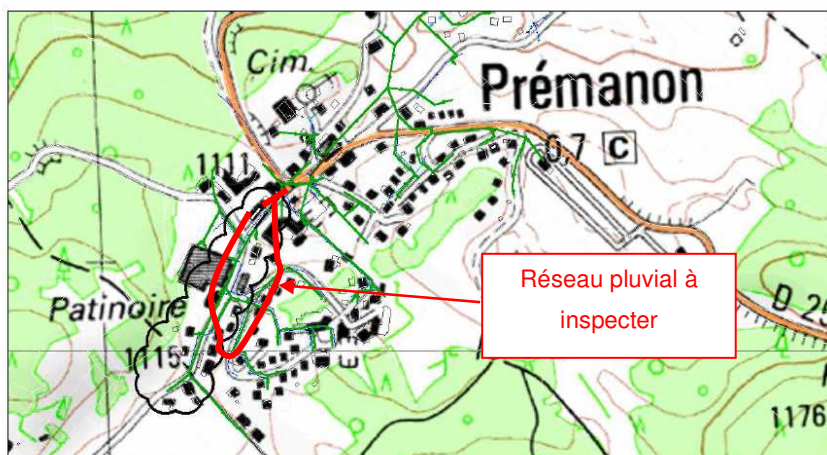 Cim.
Prémanon
1111
0,7 C
Réseau pluvial à
inspecter
Patinoire
D 25
1115
1176